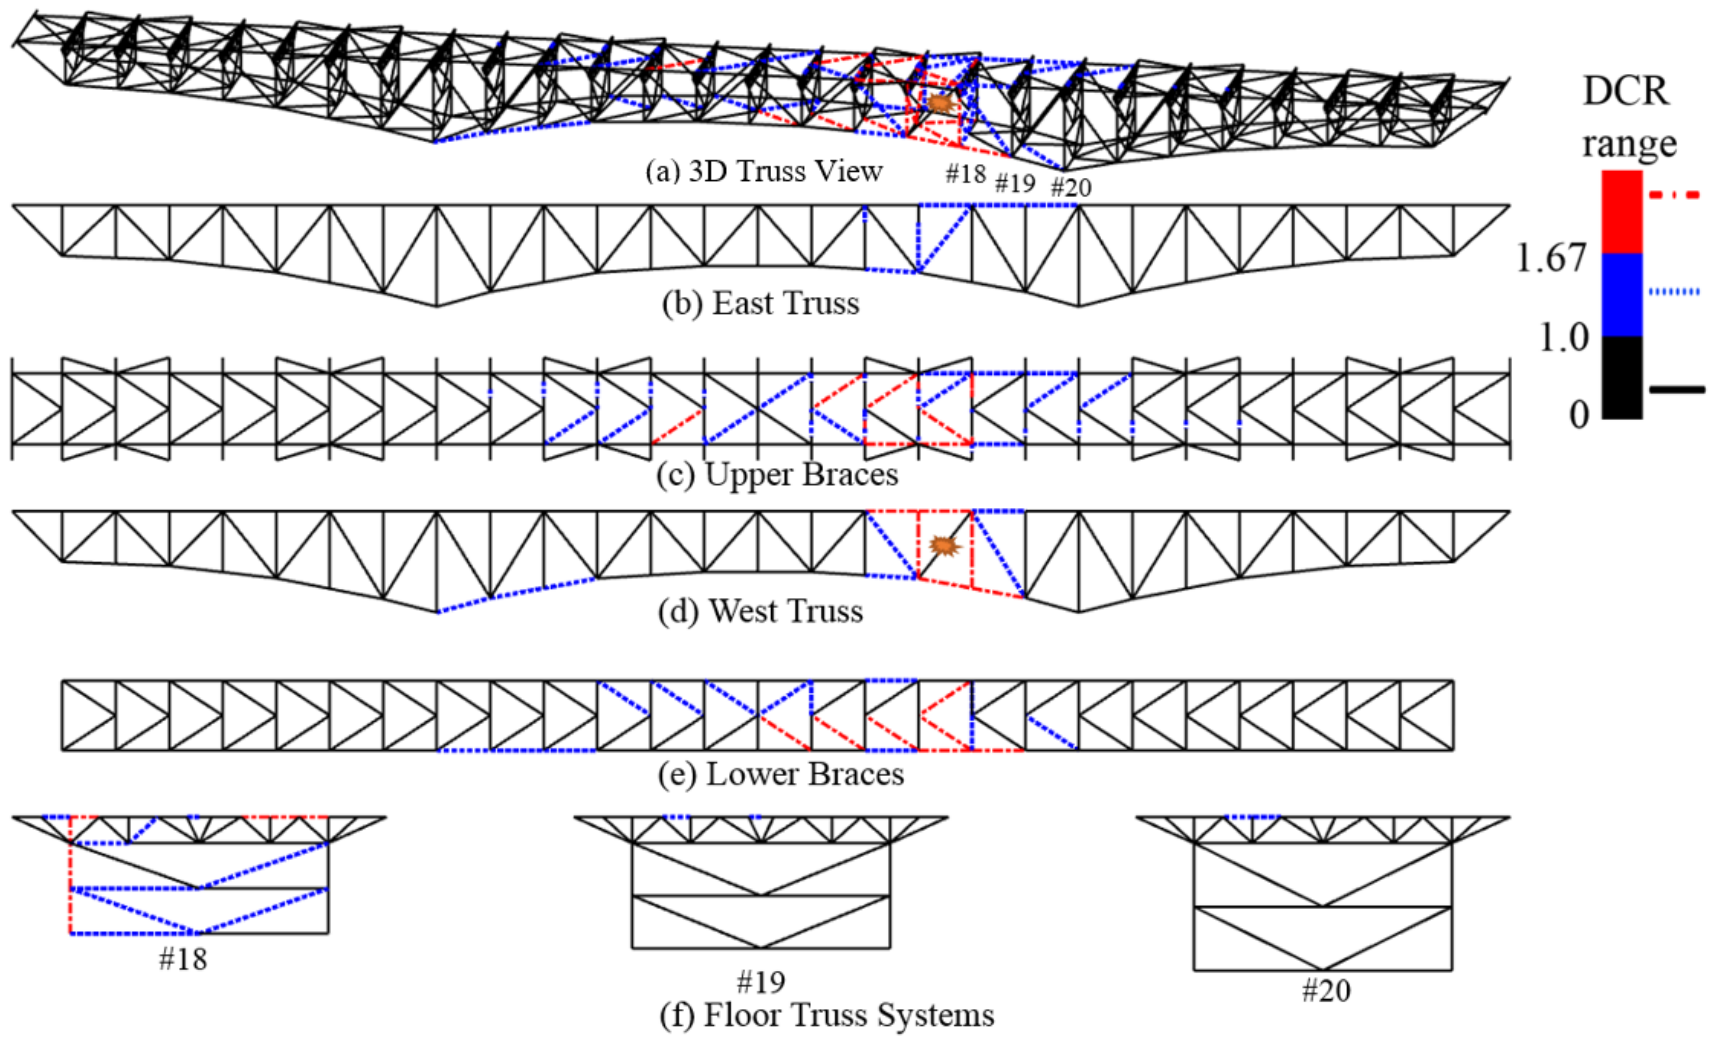 DCR
range
1.67
1.0
0
(a) 3D Truss View
#18
#19
#20
(b) East Truss
(c) Upper Braces
(d) West Truss
(e) Lower Braces
#18
#19
#20
(f) Floor Truss Systems